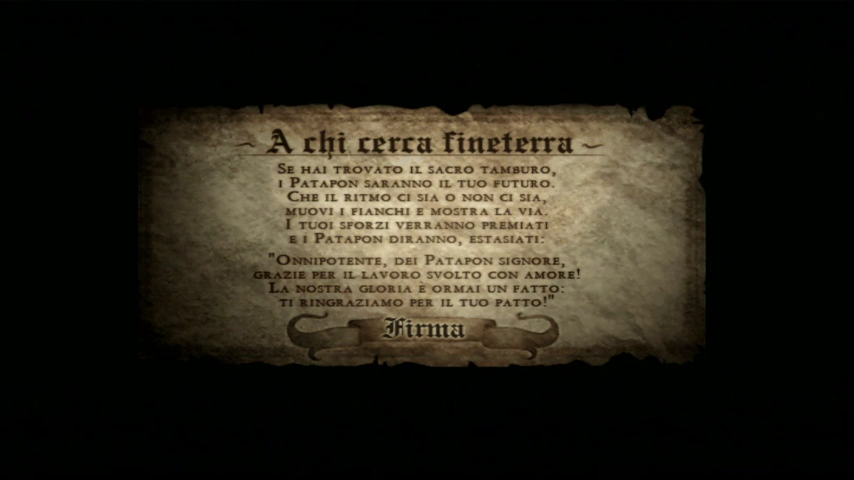 ~ A chi cerca fineterra ~
Se hai trovato il sacro tamburo,
i Patapon saranno il tuo futuro.
Che il ritmo ci sia o non ci sia,
muovi i fianchi e mostra la via.
I tuoi sforzi verranno premiati
e i Patapon diranno, estasiati:
"Onnipotente, dei Patapon signore,
grazie per il lavoro svolto con amore!
La nostra gloria è ormai un fatto:
ti ringraziamo per il tuo patto!"
Firma